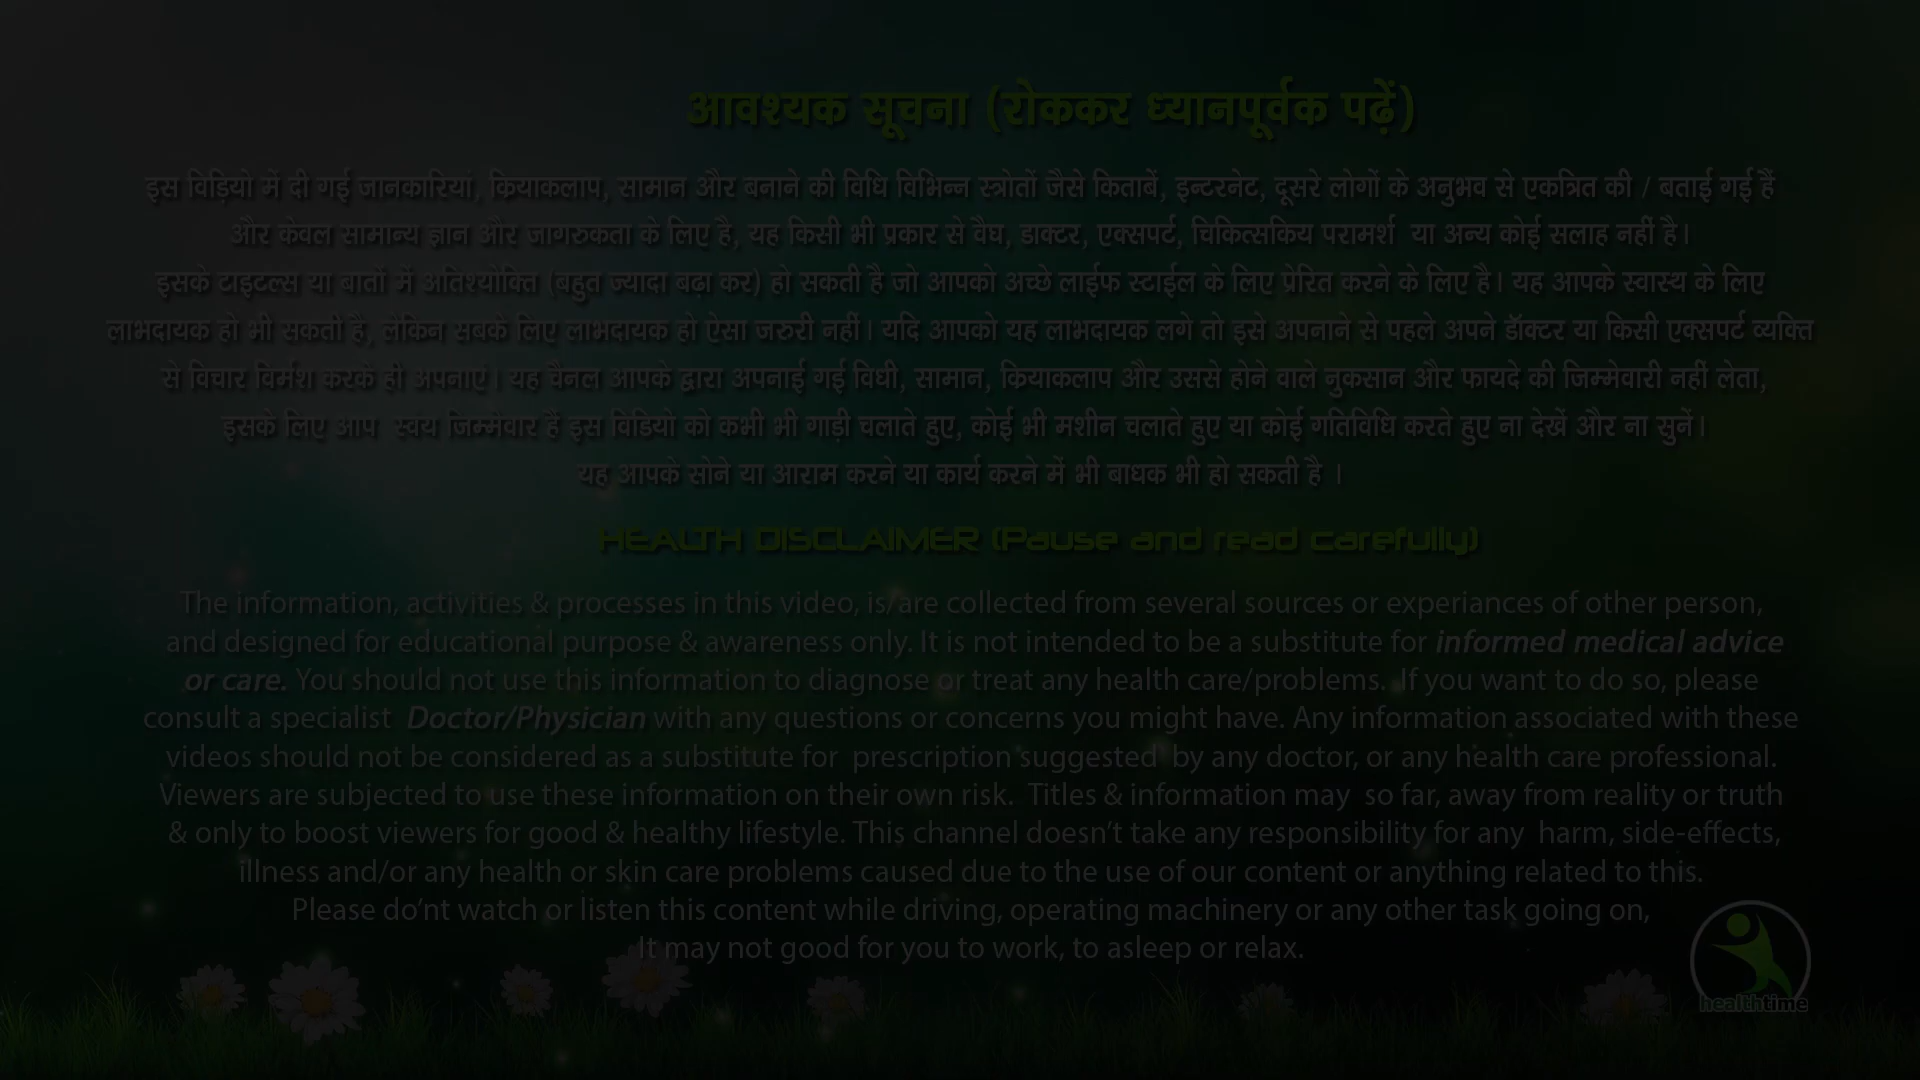 आवश्यक सूचना (रोककर ध्यानपूर्वक पढ़ें)
इस विडि़यो में दी गई जानकारियां, क्रियाकलाप, सामान और बनाने की विधि विभिन्न स्त्रोतों जैसे किताबें, इन्टरनेट, दूसरे लोगों के अनुभव से एकत्रित की / बताई गई हैं
और केवल सामान्य ज्ञान और जागरुकता के लिए है, यह किसी भी प्रकार से वैघ, डाक्टर, एक्सपर्ट, चिकित्सकिय परामर्श या अन्य कोई सलाह नहीं है।
इसके टाइटल्स या बातों में अतिश्योक्ति (बहुत ज्यादा बढ़ा कर) हो सकती है जो आपको अच्छे लाईफ स्टाईल के लिए प्रेरित करने के लिए है। यह आपके स्वास्थ के लिए
लाभदायक हो भी सकती है, लेकिन सबके लिए लाभदायक हो ऐसा जरुरी नहीं। यदि आपको यह लाभदायक लगे तो इसे अपनाने से पहले अपने डॉक्टर या किसी एक्सपर्ट व्यक्ति
से विचार विर्मश करके ही अपनाएं। यह चैनल आपके द्वारा अपनाई गई विधी, सामान, क्रियाकलाप और उससे होने वाले नुकसान और फायदे की जिम्मेवारी नहीं लेता,
इसके लिए आप स्वंय जिम्मेवार हैं इस विडियो को कभी भी गाड़ी चलाते हुए, कोई भी मशीन चलाते हुए या कोई गतिविधि करते हुए ना देखें और ना सुनें।
यह आपके सोने या आराम करने या कार्य करने में भी बाधक भी हो सकती है ।
HEALTH DISCLAIMER (Pause and read carefully)
The information, activities & processes in this video, is/are collected from several sources or experiances of other person,
and designed for educational purpose & awareness only. It is not intended to be a substitute for informed medical advice
or care. You should not use this information to diagnose or treat any health care/problems. If you want to do so, please
consult a specialist Doctor/Physician with any questions or concerns you might have. Any information associated with these
videos should not be considered as a substitute for prescription suggested by any doctor, or any health care professional.
Viewers are subjected to use these information on their own risk. Titles & information may so far, away from reality or truth
& only to boost viewers for good & healthy lifestyle. This channel doesn't take any responsibility for any harm, side-effects,
illness and/or any health or skin care problems caused due to the use of our content or anything related to this.
Please do'nt watch or listen this content while driving, operating machinery or any other task going on,
It may not good for you to work, to asleep or relax.
healthtime